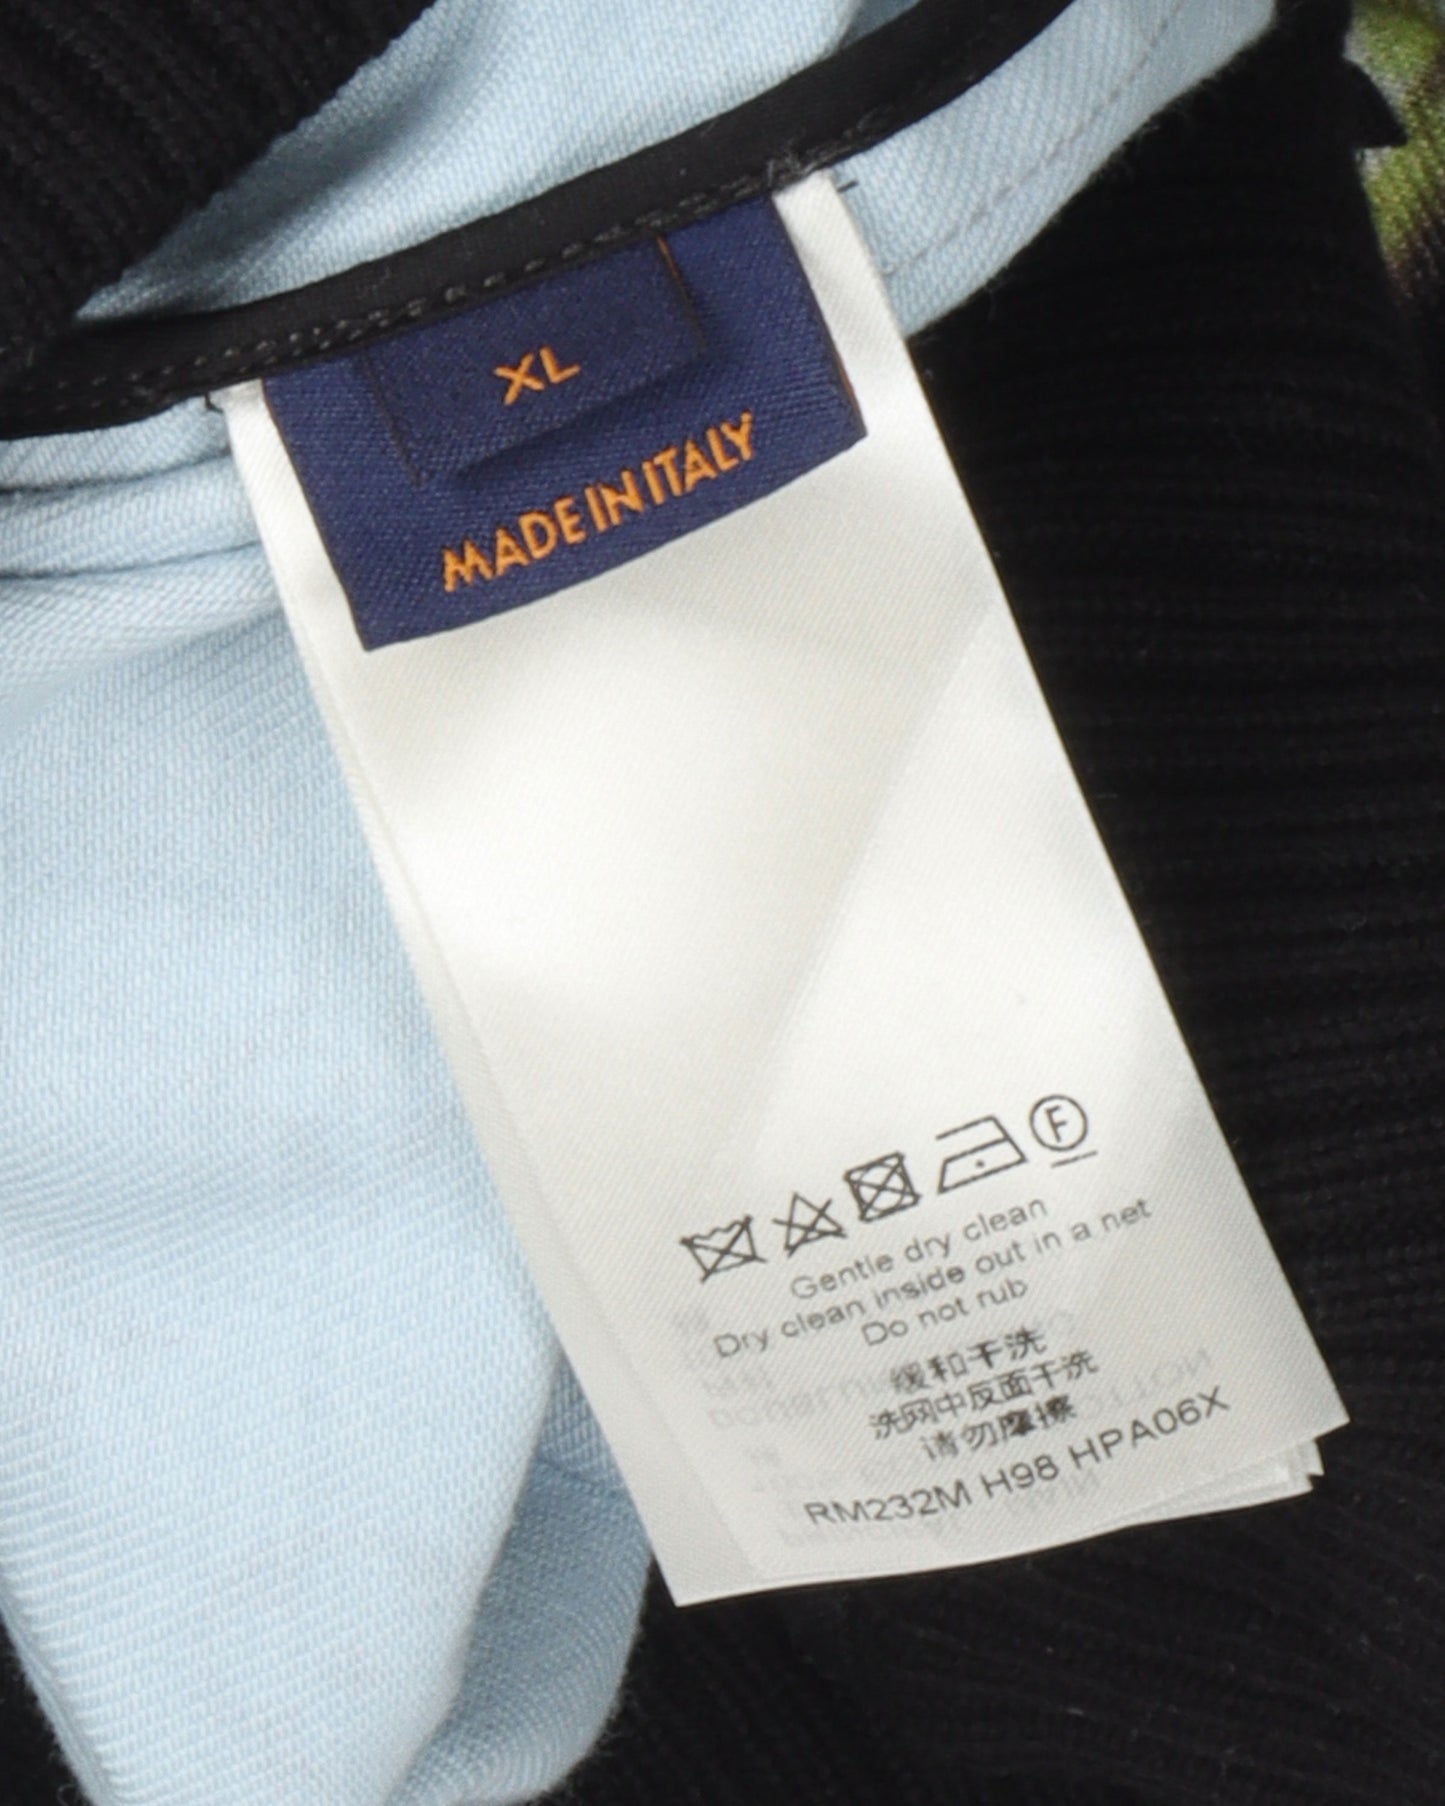 XL
MADE IN ITALY
F
Gentle dry clean
Dry clean inside out in a net
Do not rub
缓和干洗
洗网中反面干洗
请勿摩擦
RM232M H98 HPA06X